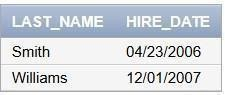 LAST_NAME HIRE_DATE
Smith 04/23/2006
Williams 12/01/2007